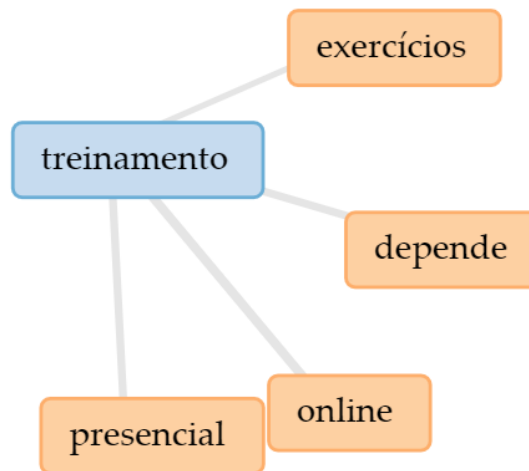 exercícios
treinamento
depende
online
presencial